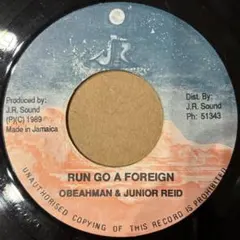 J.R.
Produced by:
J.R. Sound
(P)(C) 1989
Made in Jamaica
Dist. By:
J.R. Sound
Ph: 51343
RUN GO A FOREIGN
OBEAHMAN & JUNIOR REID
UNAUTHORISED COPYING OF THIS RECORD IS PROHIBITED